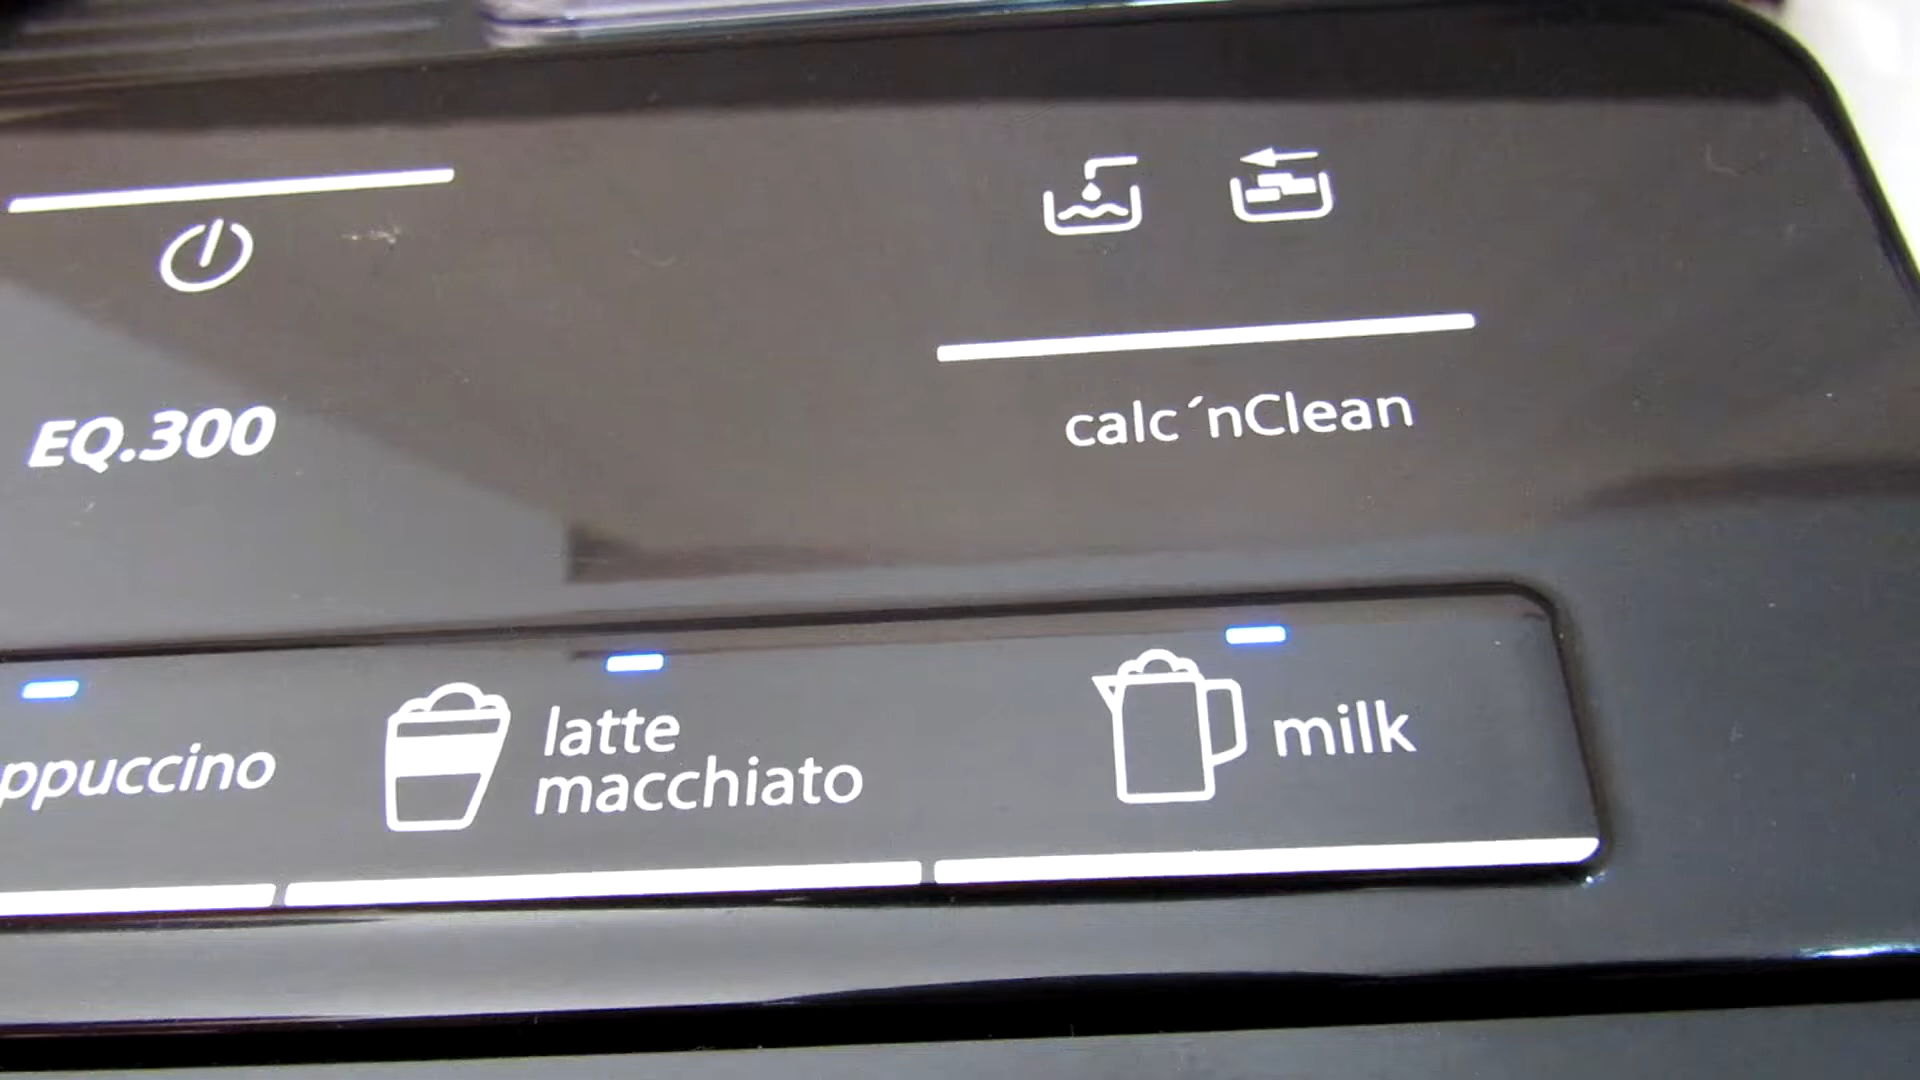 EQ.300
calc´nClean
ppuccino
latte
macchiato
milk